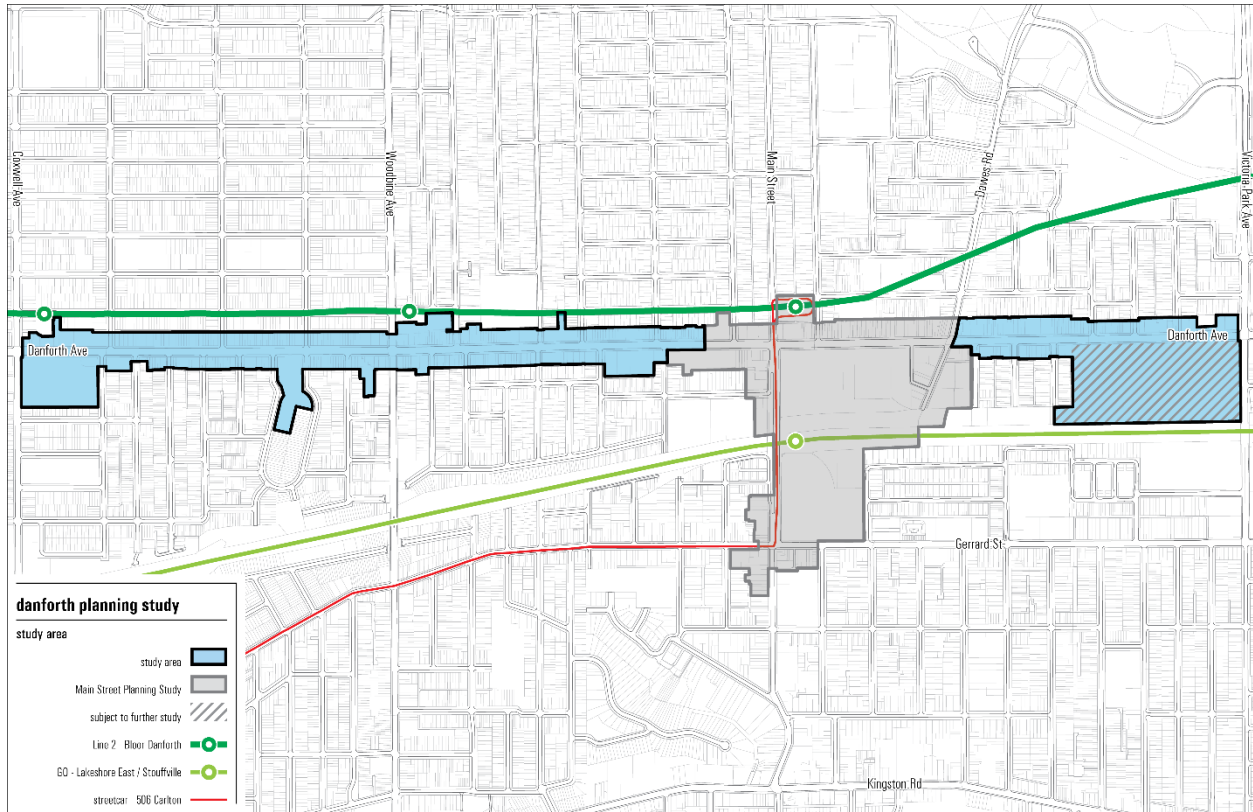 Coxwell Ave
Woodbine Ave
Main Street
Dawes Rd
Victoria Park Ave
Danforth Ave
Danforth Ave
Gerrard St
Kingston Rd
danforth planning study
study area
study area
Main Street Planning Study
subject to further study
Line 2 Bloor Danforth
GO - Lakeshore East / Stouffville
streetcar 506 Carlton